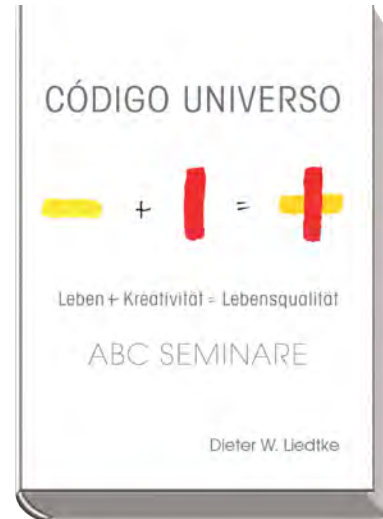 CÓDIGO UNIVERSO
+ =
Leben + Kreativität = Lebensqualität
ABC SEMINARE
Dieter W. Liedtke